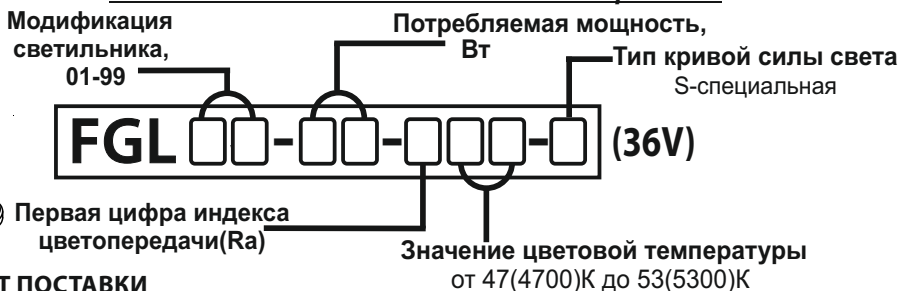 Модификация
светильника,
01-99
Потребляемая мощность,
Вт
Тип кривой силы света
S-специальная
FGL - - - (36V)
Первая цифра индекса
цветопередачи(Ra)
Значение цветовой температуры
от 47(4700)К до 53(5300)К
Т ПОСТАВКИ